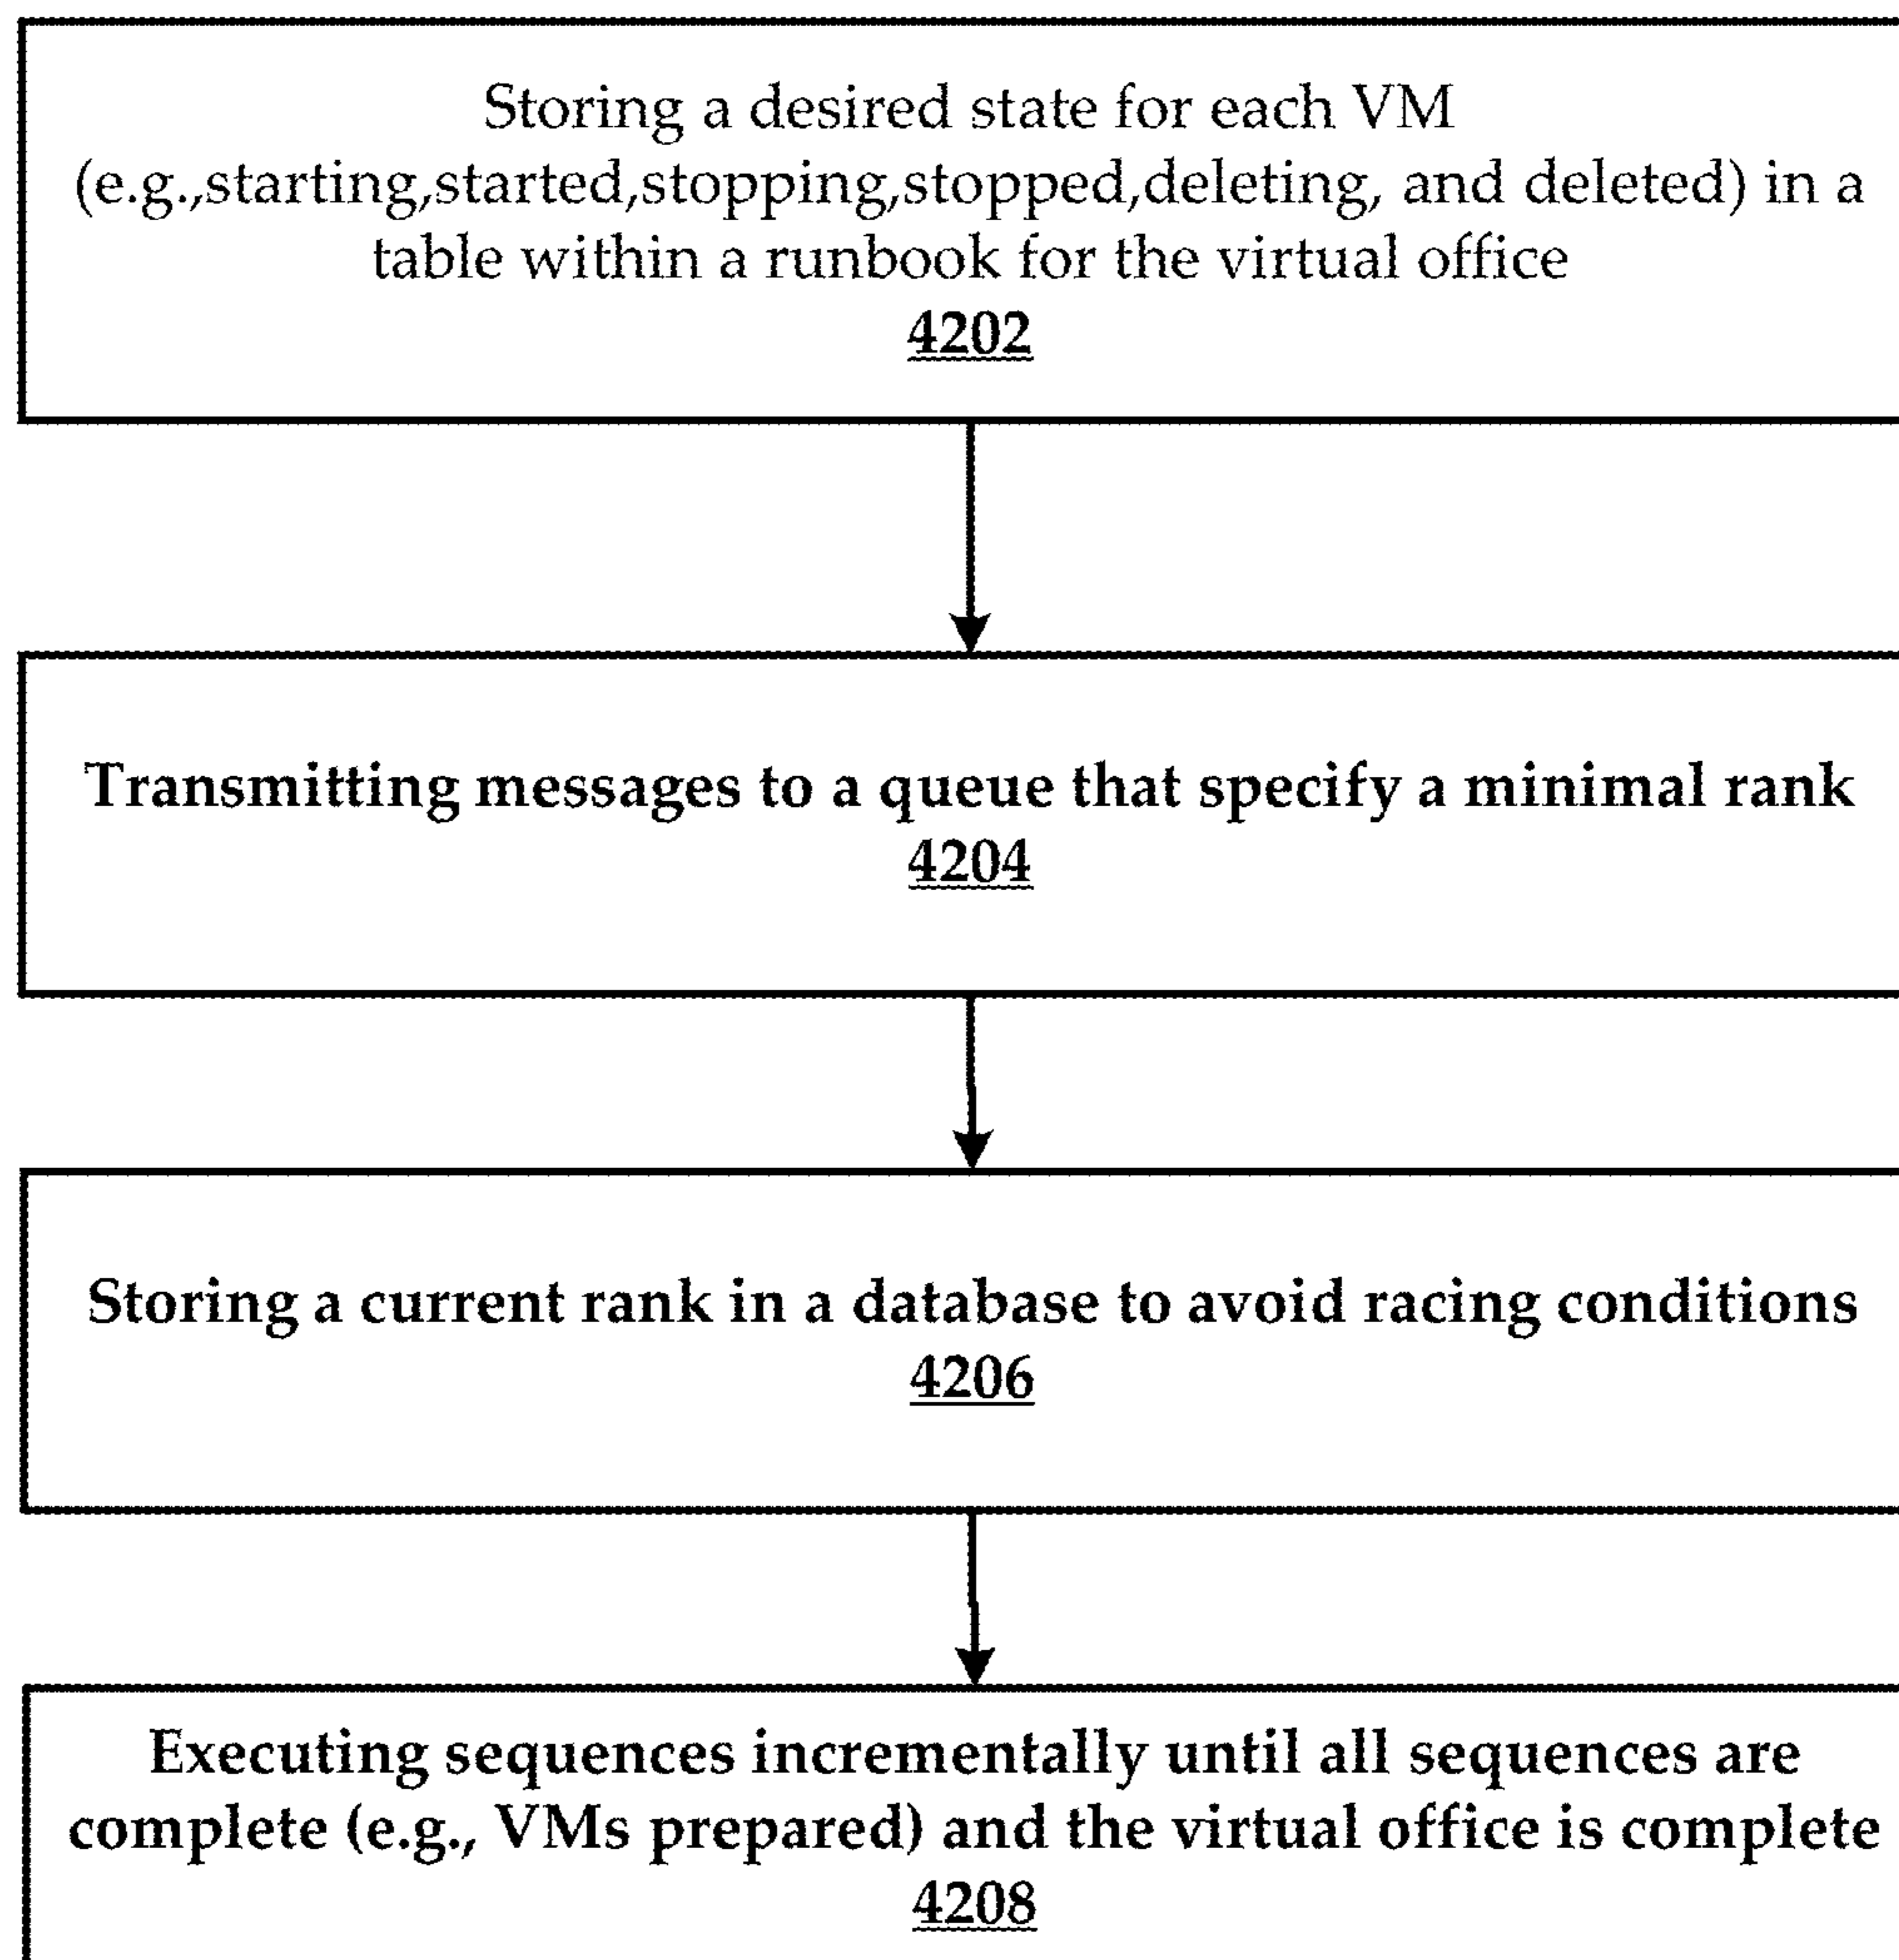 Storing a desired state for each VM
(e.g.,starting,started,stopping,stopped,deleting, and deleted) in a
table within a runbook for the virtual office
4202
Transmitting messages to a queue that specify a minimal rank
4204
Storing a current rank in a database to avoid racing conditions
4206
Executing sequences incrementally until all sequences are
complete (e.g., VMs prepared) and the virtual office is complete
4208